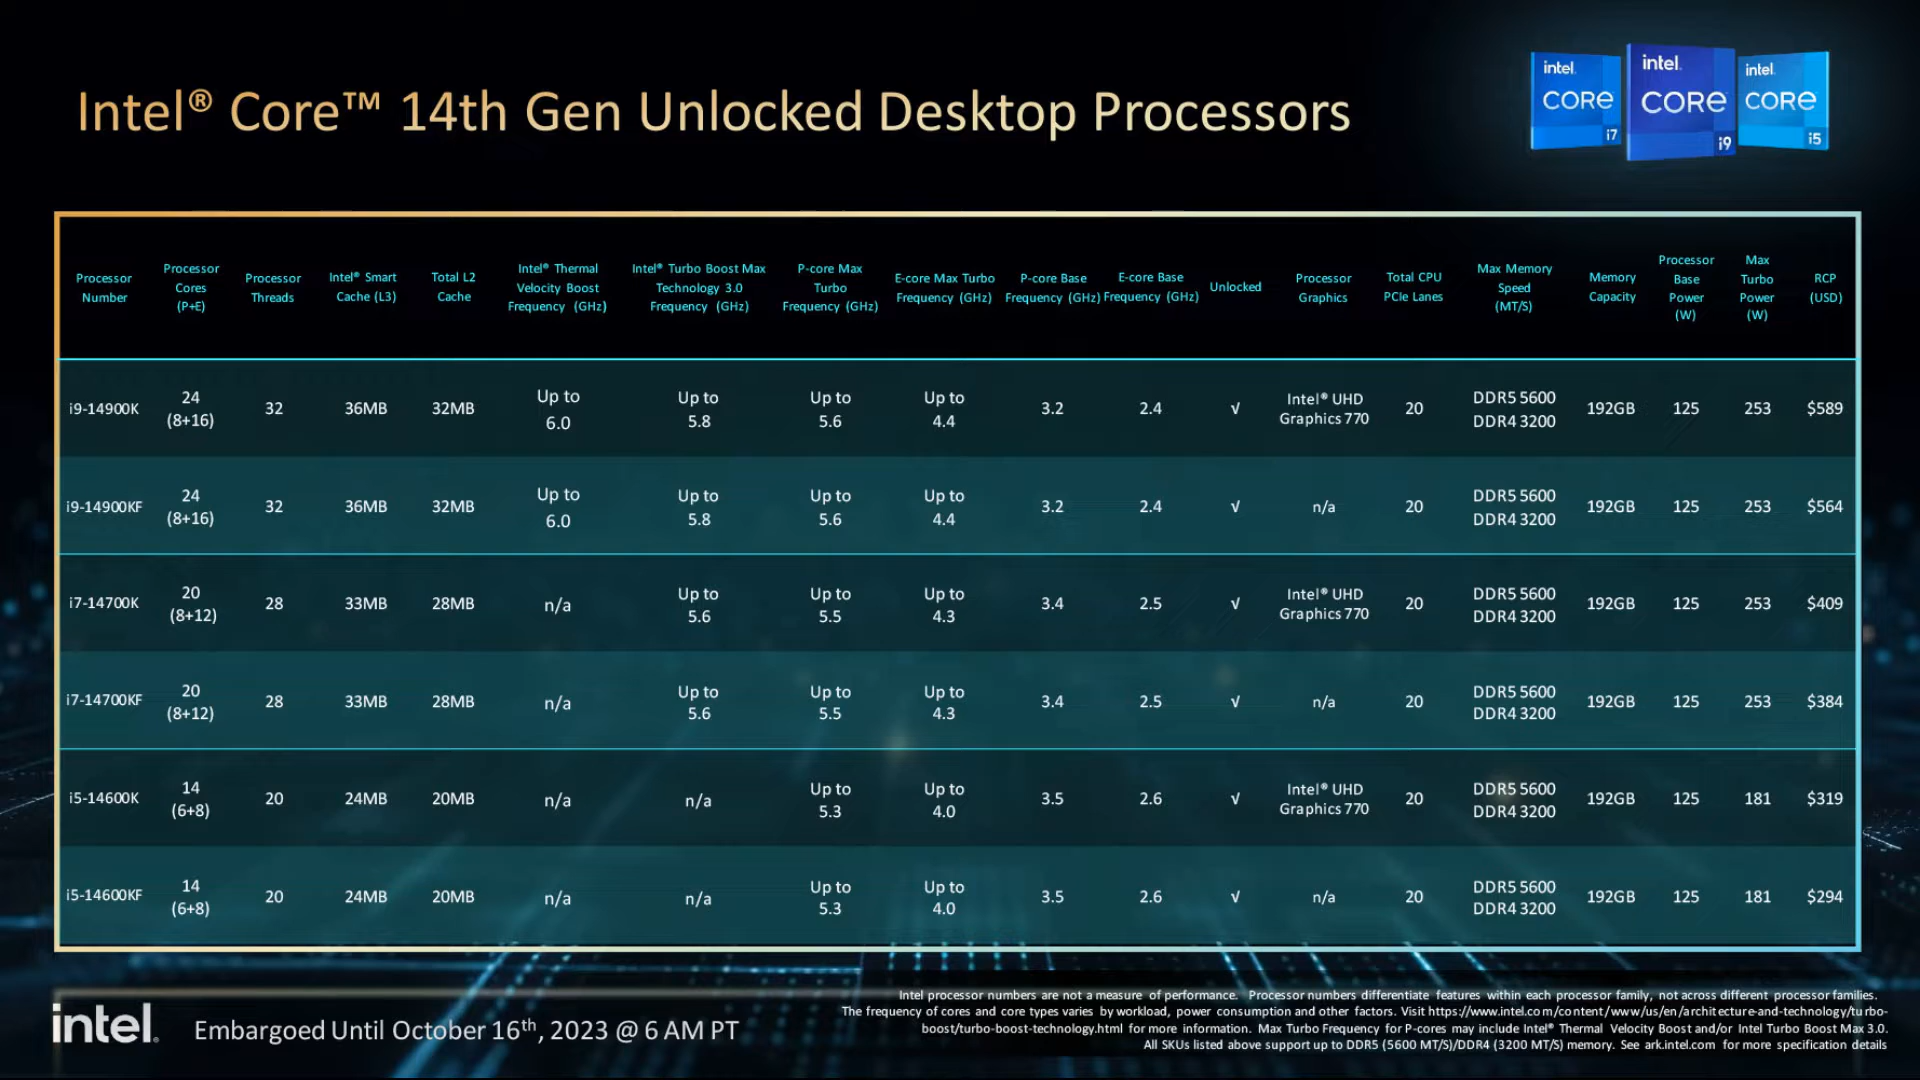 Intel® Core™ 14th Gen Unlocked Desktop Processors
intel.
CORE
i7
intel.
CORE
i9
intel.
CORE
i5
Processor Number | Processor Cores (P+E) | Processor Threads | Intel® Smart Cache (L3) | Total L2 Cache | Intel® Thermal Velocity Boost Frequency (GHz) | Intel® Turbo Boost Max Technology 3.0 Frequency (GHz) | P-core Max Turbo Frequency (GHz) | E-core Max Turbo Frequency (GHz) | P-core Base Frequency (GHz) | E-core Base Frequency (GHz) | Unlocked | Processor Graphics | Total CPU PCIe Lanes | Max Memory Speed (MT/S) | Memory Capacity | Processor Base Power (W) | Max Turbo Power (W) | RCP (USD)
i9-14900K | 24 (8+16) | 32 | 36MB | 32MB | Up to 6.0 | Up to 5.8 | Up to 5.6 | Up to 4.4 | 3.2 | 2.4 | √ | Intel® UHD Graphics 770 | 20 | DDR5 5600 DDR4 3200 | 192GB | 125 | 253 | $589
i9-14900KF | 24 (8+16) | 32 | 36MB | 32MB | Up to 6.0 | Up to 5.8 | Up to 5.6 | Up to 4.4 | 3.2 | 2.4 | √ | n/a | 20 | DDR5 5600 DDR4 3200 | 192GB | 125 | 253 | $564
i7-14700K | 20 (8+12) | 28 | 33MB | 28MB | n/a | Up to 5.6 | Up to 5.5 | Up to 4.3 | 3.4 | 2.5 | √ | Intel® UHD Graphics 770 | 20 | DDR5 5600 DDR4 3200 | 192GB | 125 | 253 | $409
i7-14700KF | 20 (8+12) | 28 | 33MB | 28MB | n/a | Up to 5.6 | Up to 5.5 | Up to 4.3 | 3.4 | 2.5 | √ | n/a | 20 | DDR5 5600 DDR4 3200 | 192GB | 125 | 253 | $384
i5-14600K | 14 (6+8) | 20 | 24MB | 20MB | n/a | n/a | Up to 5.3 | Up to 4.0 | 3.5 | 2.6 | √ | Intel® UHD Graphics 770 | 20 | DDR5 5600 DDR4 3200 | 192GB | 125 | 181 | $319
i5-14600KF | 14 (6+8) | 20 | 24MB | 20MB | n/a | n/a | Up to 5.3 | Up to 4.0 | 3.5 | 2.6 | √ | n/a | 20 | DDR5 5600 DDR4 3200 | 192GB | 125 | 181 | $294
intel.
Embargoed Until October 16th, 2023 @ 6 AM PT
Intel processor numbers are not a measure of performance. Processor numbers differentiate features within each processor family, not across different processor families.
The frequency of cores and core types varies by workload, power consumption and other factors. Visit https://www.intel.com/content/www/us/en/architecture-and-technology/turbo-
boost/turbo-boost-technology.html for more information. Max Turbo Frequency for P-cores may include Intel® Thermal Velocity Boost and/or Intel Turbo Boost Max 3.0.
All SKUs listed above support up to DDR5 (5600 MT/S)/DDR4 (3200 MT/S) memory. See ark.intel.com for more specification details